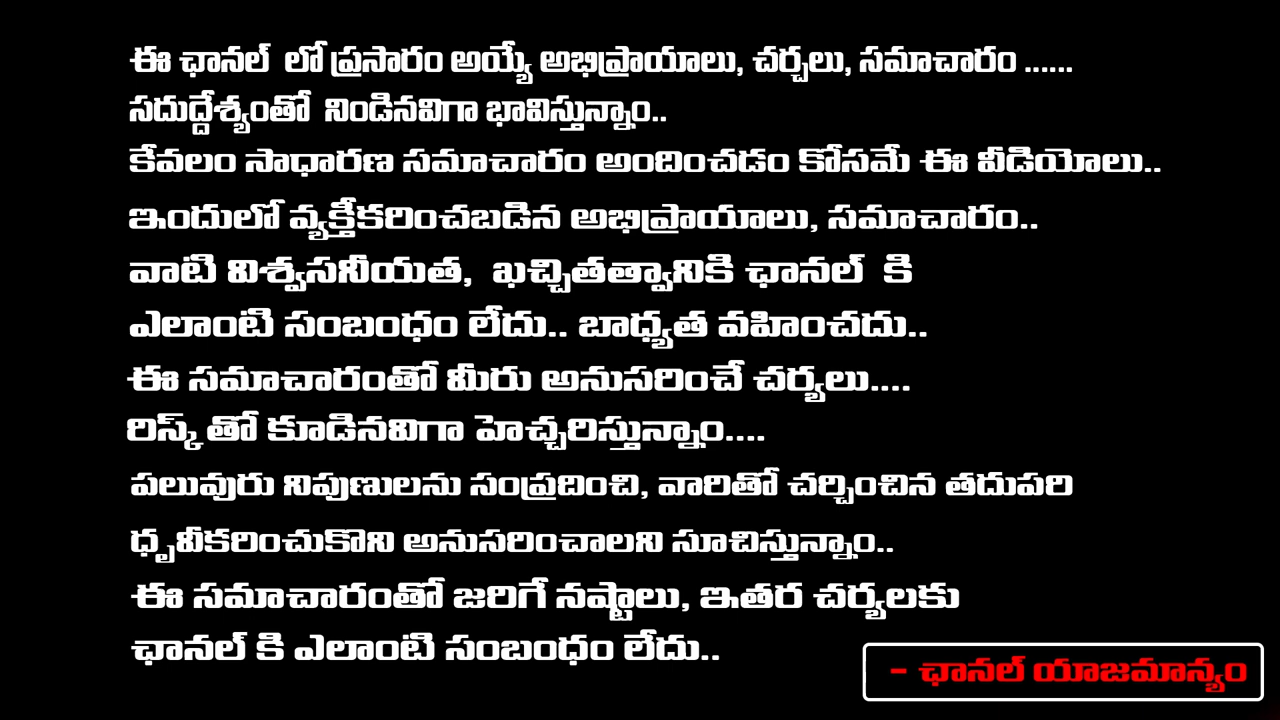 ఈ ఛానల్ లో ప్రసారం అయ్యే అభిప్రాయాలు, చర్చలు, సమాచారం ......
సదుద్దేశ్యంతో నిండినవిగా భావిస్తున్నాం..
కేవలం సాధారణ సమాచారం అందించడం కోసమే ఈ వీడియోలు..
ఇందులో వ్యక్తీకరించబడిన అభిప్రాయాలు, సమాచారం..
వాటి విశ్వసనీయత, ఖచ్చితత్వానికి ఛానల్ కి
ఎలాంటి సంబంధం లేదు.. బాధ్యత వహించదు..
ఈ సమాచారంతో మీరు అనుసరించే చర్యలు....
రిస్క్ తో కూడినవిగా హెచ్చరిస్తున్నాం....
పలువురు నిపుణులను సంప్రదించి, వారితో చర్చించిన తదుపరి
ధృవీకరించుకొని అనుసరించాలని సూచిస్తున్నాం..
ఈ సమాచారంతో జరిగే నష్టాలు, ఇతర చర్యలకు
ఛానల్ కి ఎలాంటి సంబంధం లేదు..
- ఛానల్ యాజమాన్యం